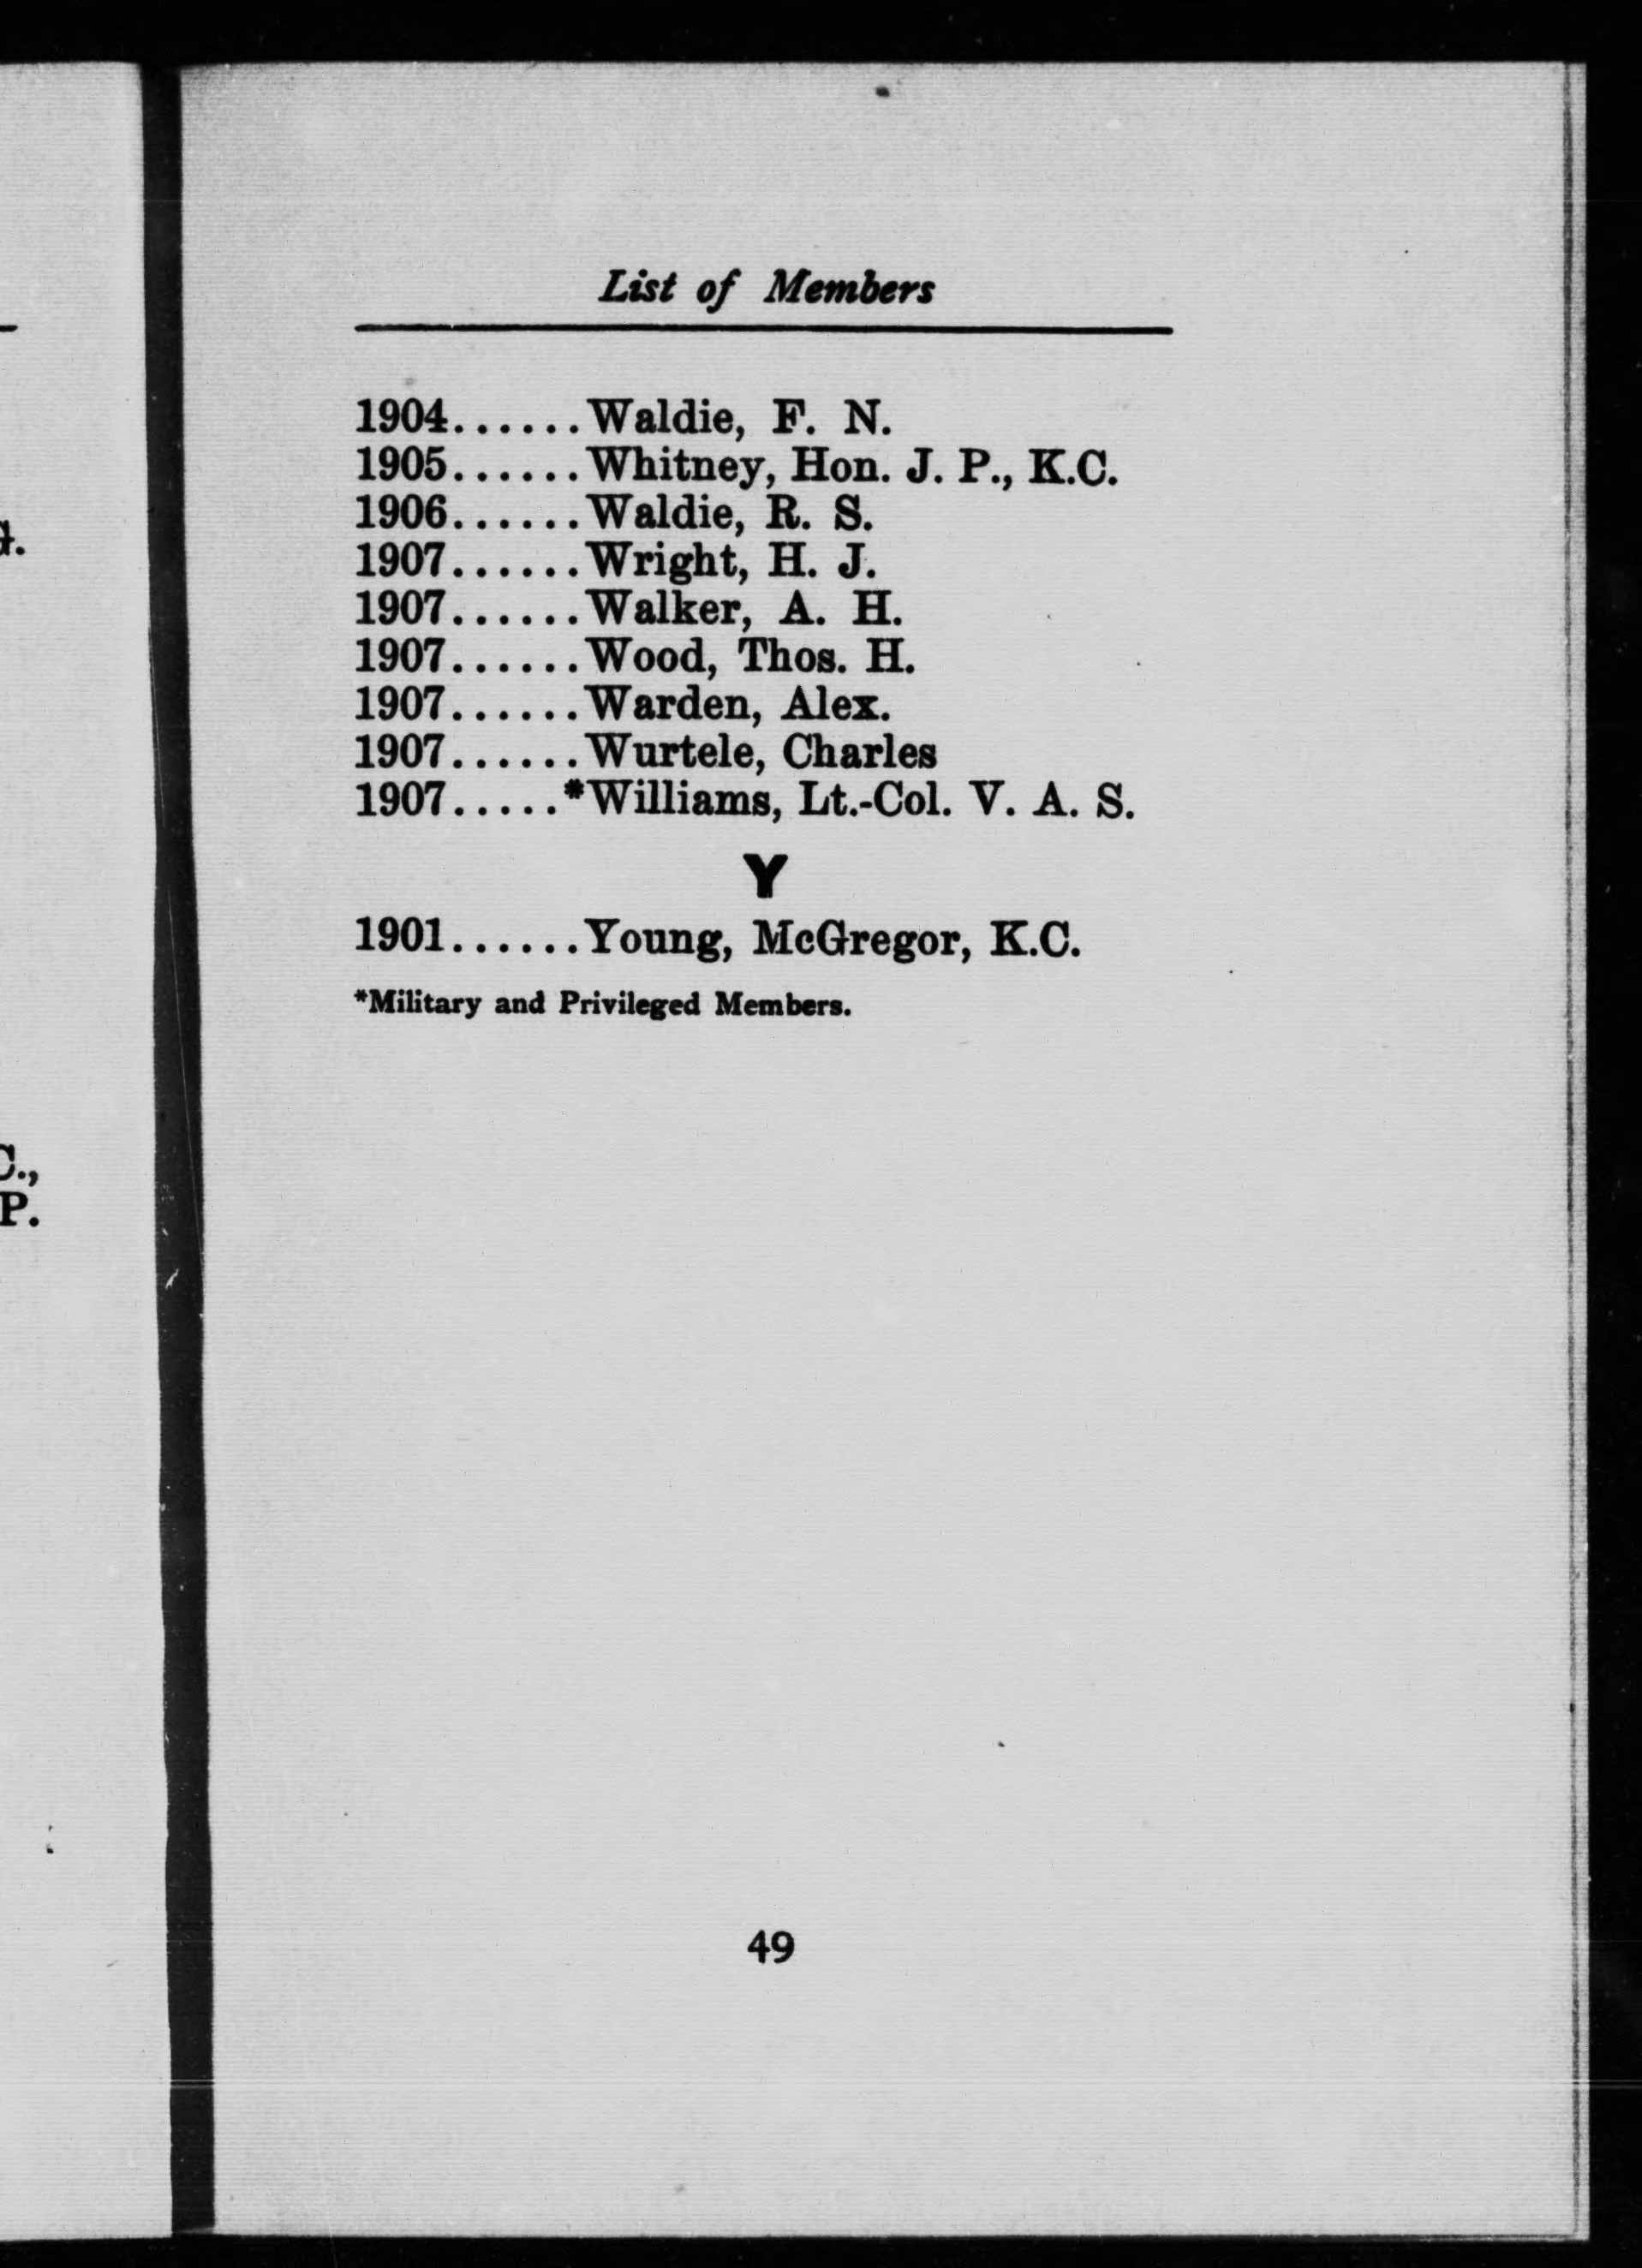 List of Members
1904......Waldie, F. N.
1905......Whitney, Hon. J. P., K.C.
1906......Waldie, R. S.
1907......Wright, H. J.
1907......Walker, A. H.
1907......Wood, Thos. H.
1907......Warden, Alex.
1907......Wurtele, Charles
1907.....*Williams, Lt.-Col. V. A. S.
Y
1901......Young, McGregor, K.C.
*Military and Privileged Members.
C.,
P.
49